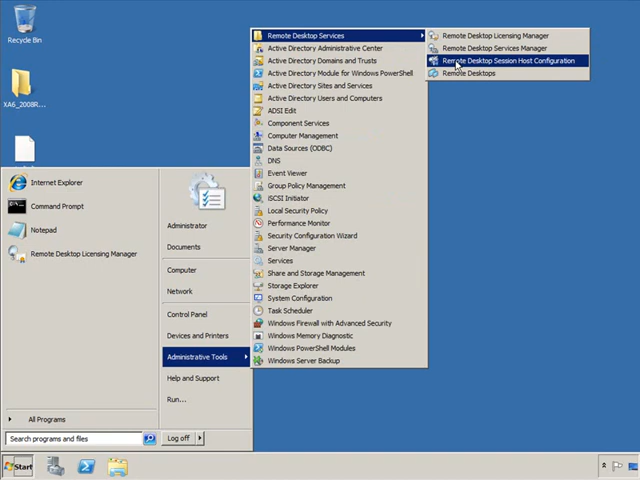 Recycle Bin
XA6_2008R...
Internet Explorer
Command Prompt
Notepad
Remote Desktop Licensing Manager
All Programs
Search programs and files
Administrator
Documents
Computer
Network
Control Panel
Devices and Printers
Administrative Tools
Help and Support
Run...
Log off
Remote Desktop Services
Active Directory Administrative Center
Active Directory Domains and Trusts
Active Directory Module for Windows PowerShell
Active Directory Sites and Services
Active Directory Users and Computers
ADSI Edit
Component Services
Computer Management
Data Sources (ODBC)
DNS
Event Viewer
Group Policy Management
iSCSI Initiator
Local Security Policy
Performance Monitor
Security Configuration Wizard
Server Manager
Services
Share and Storage Management
Storage Explorer
System Configuration
Task Scheduler
Windows Firewall with Advanced Security
Windows Memory Diagnostic
Windows PowerShell Modules
Windows Server Backup
Remote Desktop Licensing Manager
Remote Desktop Services Manager
Remote Desktop Session Host Configuration
Remote Desktops
Start